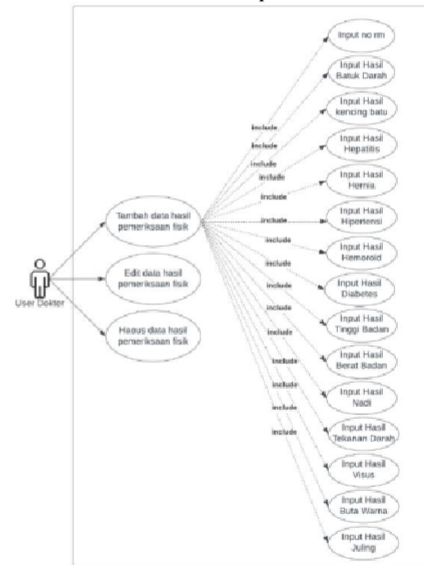 Input no rm
Input Hasil
Batuk Darah
Input Hasil
kencing batu
include
Input Hasil
Hepatitis
include
include
Input Hasil
Hernia
include
include
Tambah data hasil
pemeriksaan fisik
Input Hasil
Hipertensi
include
include
Input Hasil
Hemoroid
include
Edit data hasil
pemeriksaan fisik
Input Hasil
Diabetes
include
User Dokter
include
Input Hasil
Tinggi Badan
include
Hapus data hasil
pemeriksaan fisik
Input Hasil
Berat Badan
include
include
Input Hasil
Nadi
include
include
Input Hasil
Tekanan Darah
include
Input Hasil
Visus
Input Hasil
Buta Warna
Input Hasil
Juling